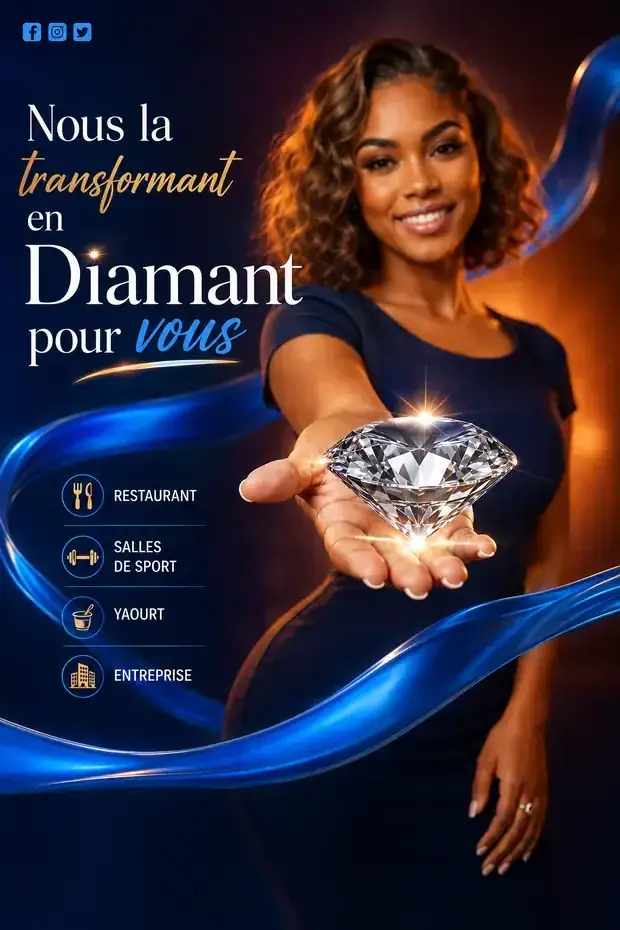 Nous la
transformant
en
Diamant
pour vous
RESTAURANT
SALLES
DE SPORT
YAOURT
ENTREPRISE